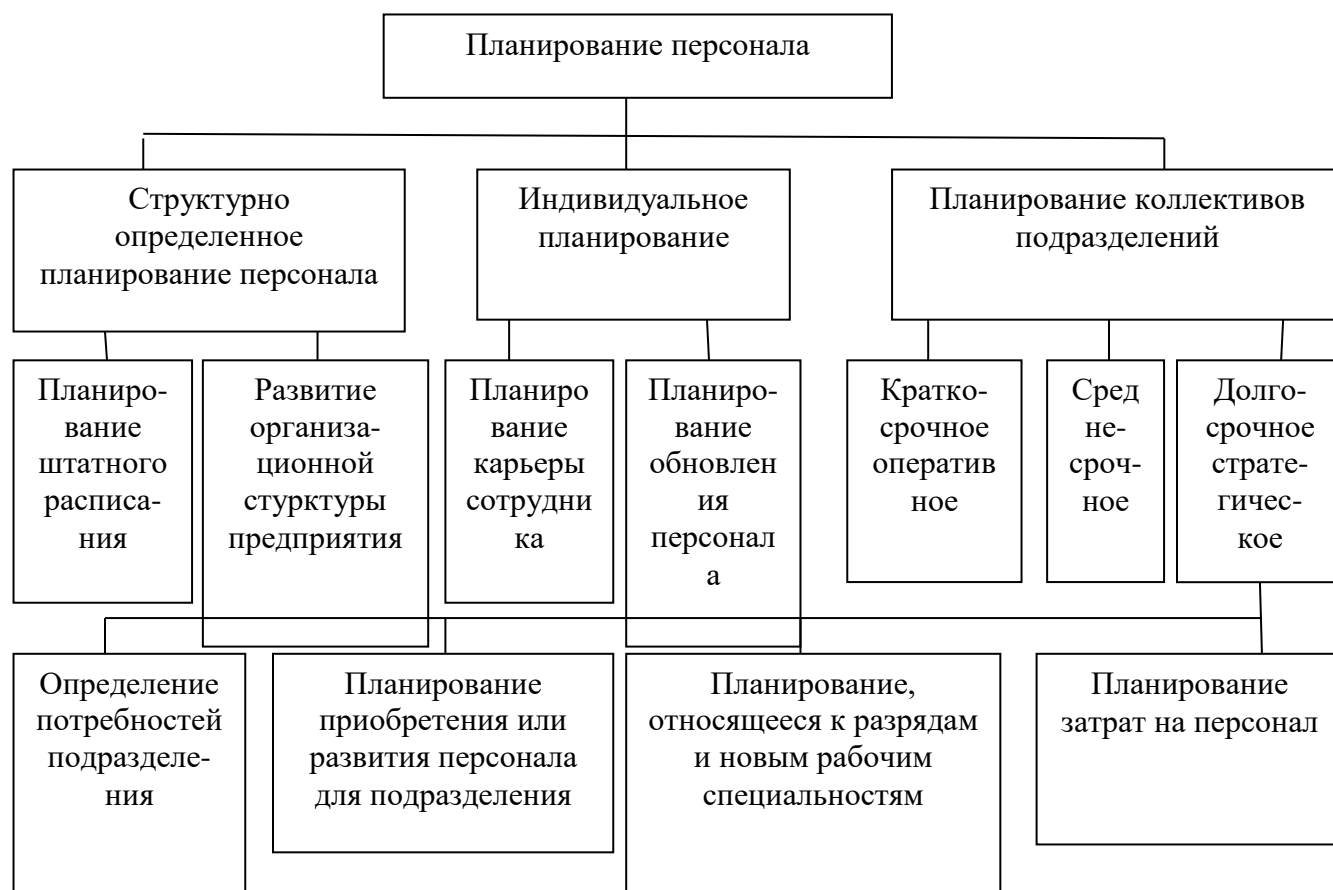 Планирование персонала
Структурно
определенное
планирование персонала
Индивидуальное
планирование
Планирование коллективов
подразделений
Планиро-
вание
штатного
расписа-
ния
Развитие
организа-
ционной
стурктуры
предприятия
Планиро
вание
карьеры
сотрудни
ка
Планиро-
вание
обновлен
ия
персонал
а
Кратко-
срочное
оператив
ное
Сред
не-
сроч-
ное
Долго-
срочное
страте-
гичес-
кое
Определение
потребностей
подразделе-
ния
Планирование
приобретения или
развития персонала
для подразделения
Планирование,
относящееся к разрядам
и новым рабочим
специальностям
Планирование
затрат на персонал